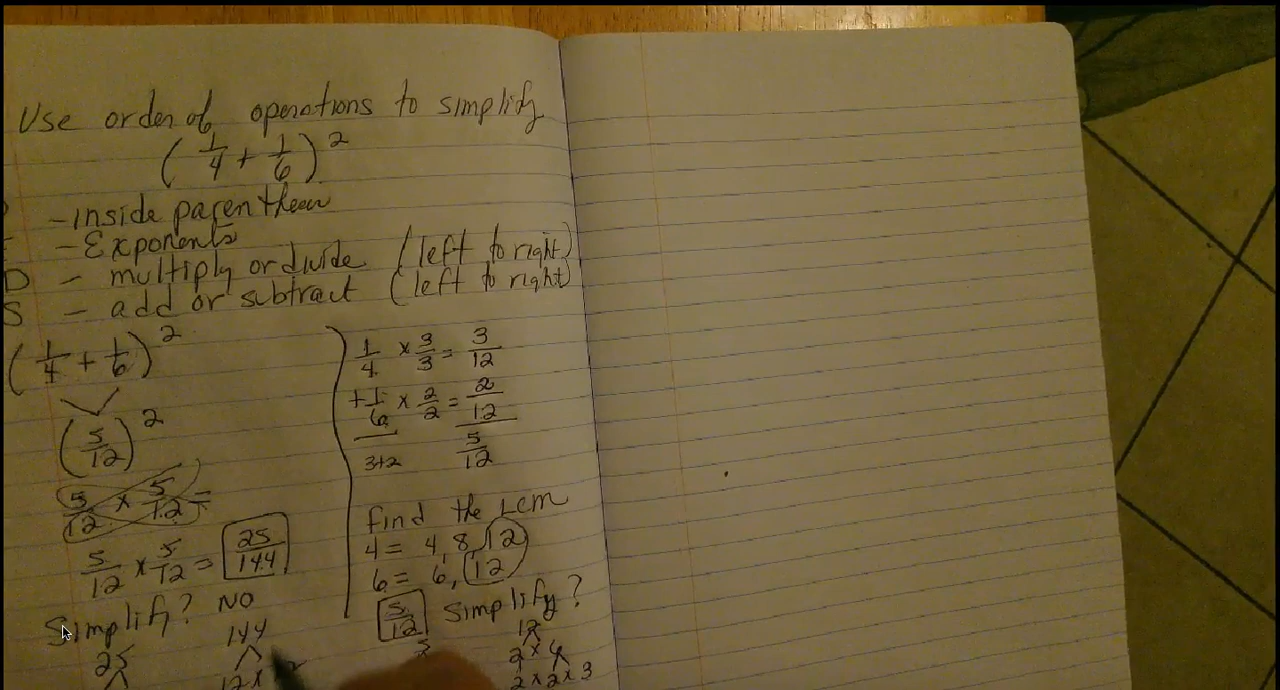 Use order of operations to simplify
(1/4 + 1/6)²
- inside paren
- Exponents
D - multiply or divide (left to right)
S - add or subtract (left to right)
(1/4 + 1/6)²
(5/12)²
5/12 × 5/12 =
5/12 × 5/12 = 25/144
Simplify? NO
25 144
12 ×
1/4 × 3/3 = 3/12
+ 1/6 × 2/2 = 2/12
3+2 5/12
find the LCM
4 = 4, 8, 12
6 = 6, 12
5/12 Simplify?
12
2 × 6
2 × 2 × 3